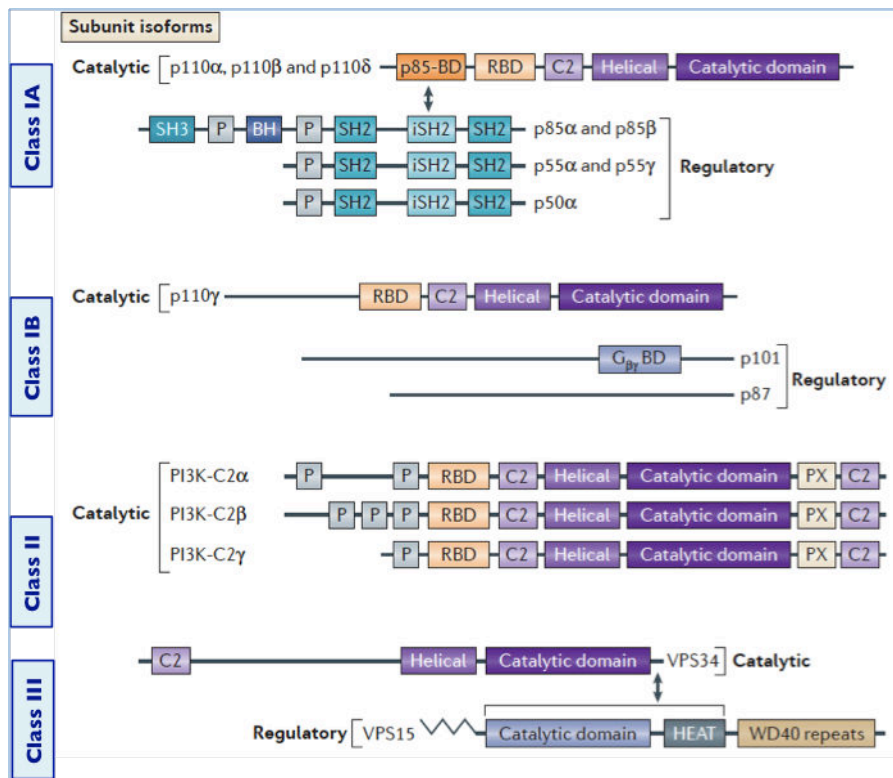 Subunit isoforms
Class IA
Catalytic p110α, p110β and p110δ p85-BD RBD C2 Helical Catalytic domain
SH3 P BH P SH2 iSH2 SH2 p85α and p85β
P SH2 iSH2 SH2 p55α and p55γ
Regulatory
P SH2 iSH2 SH2 p50α
Class IB
Catalytic p110γ RBD C2 Helical Catalytic domain
Gβγ BD p101
Regulatory
p87
Class II
Catalytic
PI3K-C2α P P RBD C2 Helical Catalytic domain PX C2
PI3K-C2β P P P RBD C2 Helical Catalytic domain PX C2
PI3K-C2γ P RBD C2 Helical Catalytic domain PX C2
Class III
C2 Helical Catalytic domain VPS34 Catalytic
Regulatory VPS15 Catalytic domain HEAT WD40 repeats